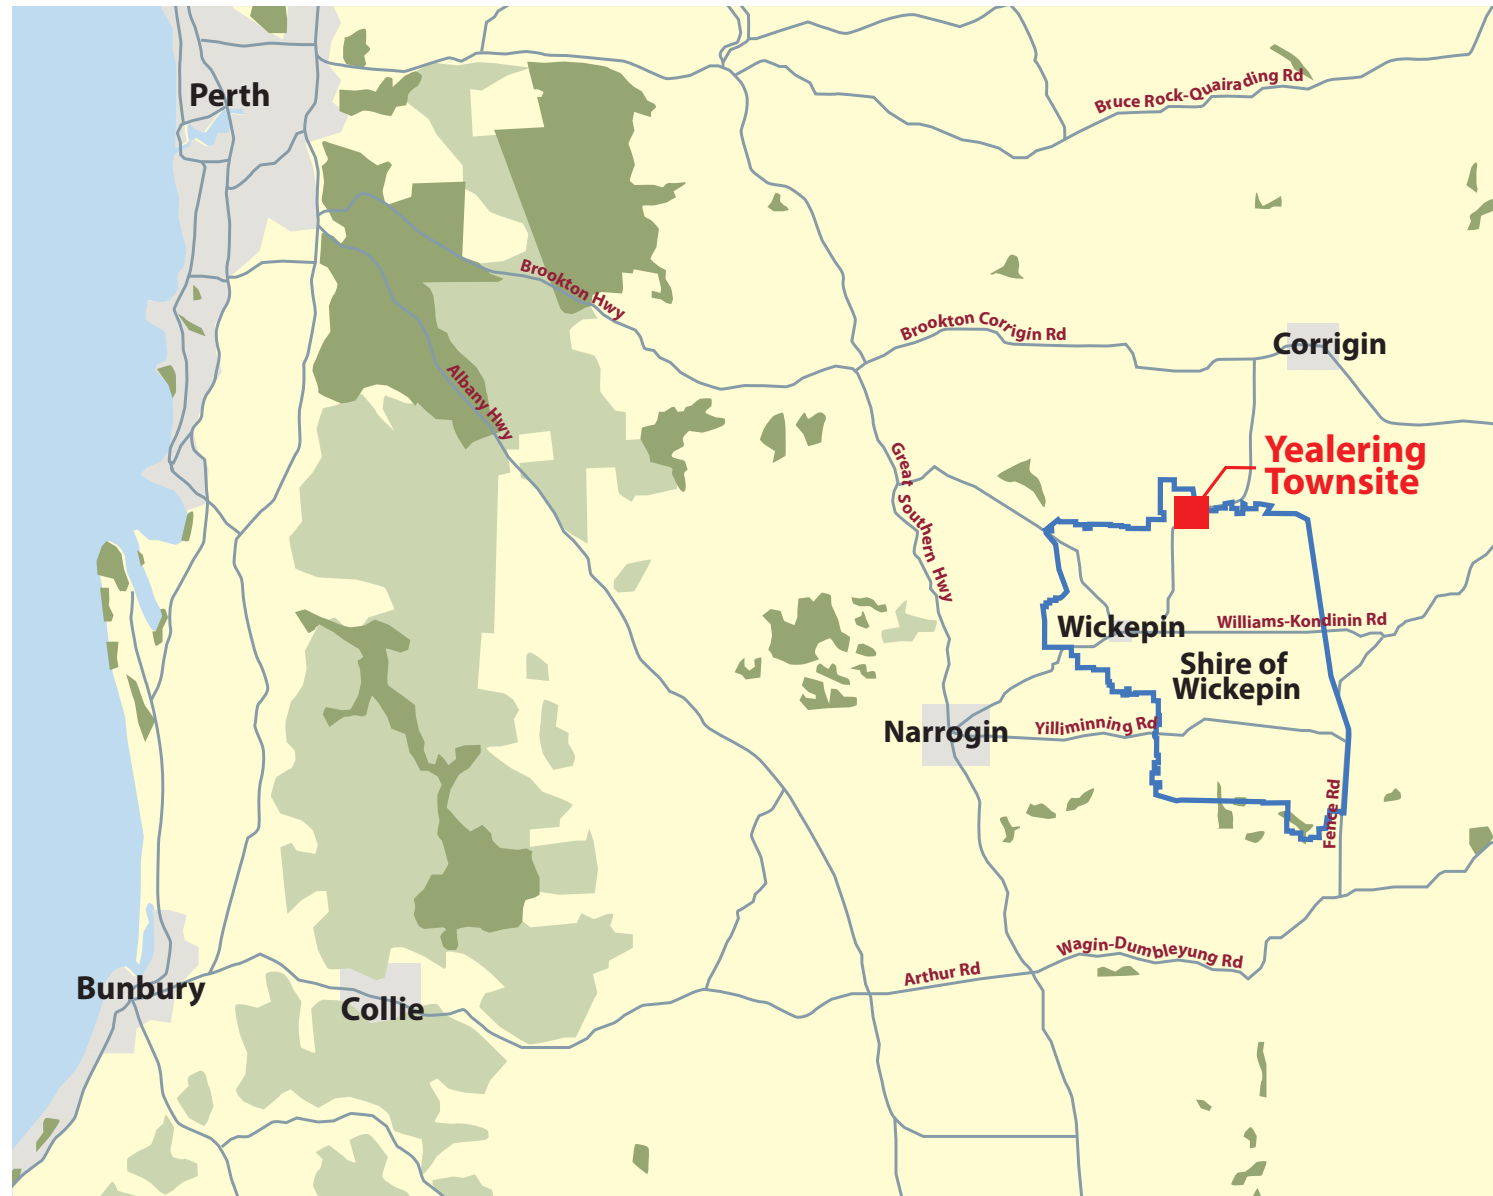 Perth
Bruce Rock-Quairading Rd
Brookton Hwy
Brookton Corrigin Rd
Corrigin
Albany Hwy
Great Southern Hwy
Yealering
Townsite
Wickepin
Williams-Kondinin Rd
Shire of
Wickepin
Narrogin
Yilliminning Rd
Fence Rd
Wagin-Dumbleyung Rd
Arthur Rd
Bunbury
Collie